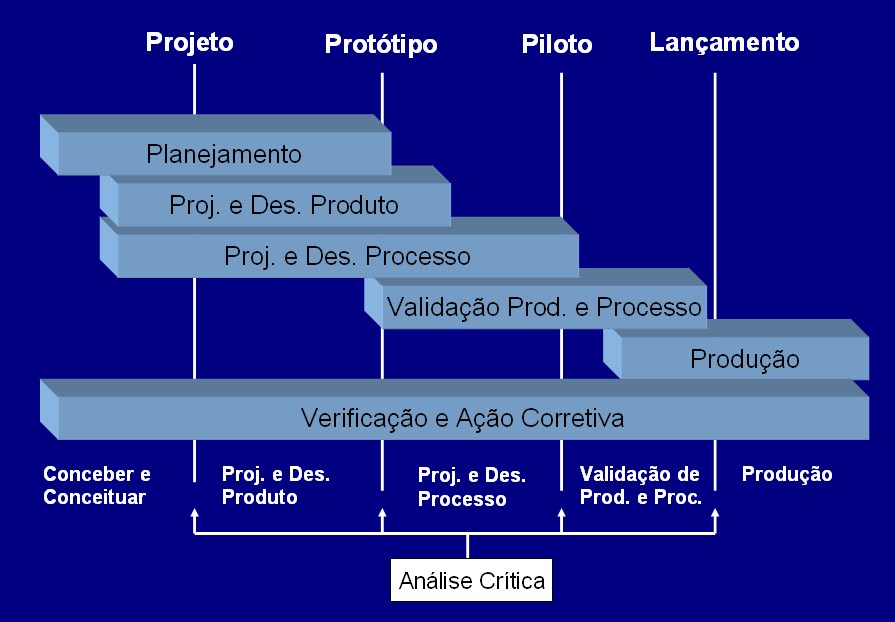 Projeto
Protótipo
Piloto
Lançamento
Planejamento
Proj. e Des. Produto
Proj. e Des. Processo
Validação Prod. e Processo
Produção
Verificação e Ação Corretiva
Conceber e
Conceituar
Proj. e Des.
Produto
Proj. e Des.
Processo
Validação de
Prod. e Proc.
Produção
Análise Crítica